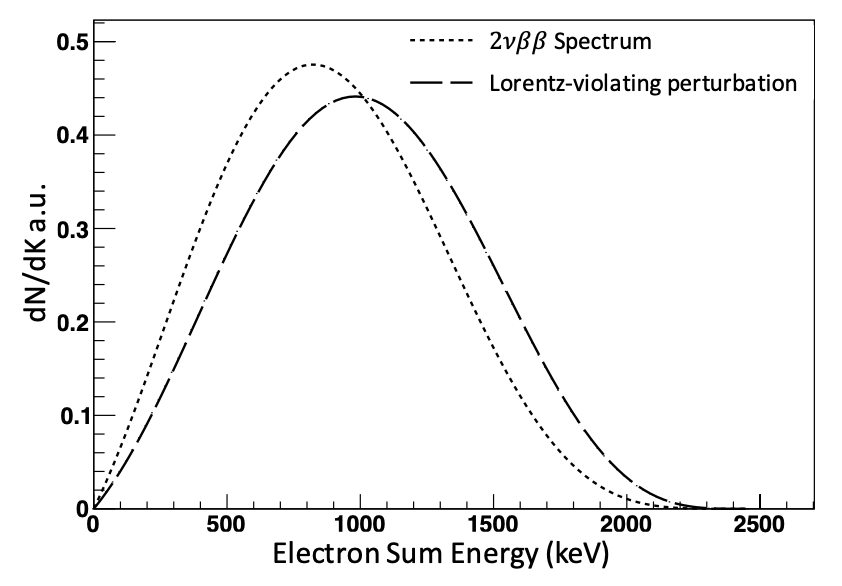 2νββ Spectrum
Lorentz-violating perturbation
dN/dK a.u.
0.5
0.4
0.3
0.2
0.1
0
0 500 1000 1500 2000 2500
Electron Sum Energy (keV)